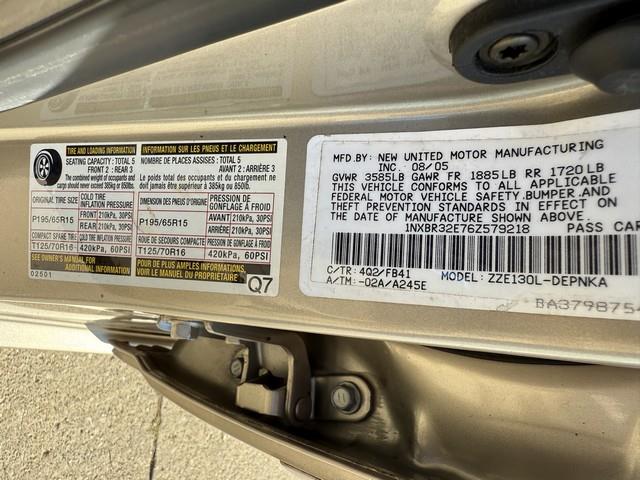 TIRE AND LOADING INFORMATION
INFORMATION SUR LES PNEUS ET LE CHARGEMENT
SEATING CAPACITY : TOTAL 5
FRONT 2 : REAR 3
The combined weight of occupants and
cargo should never exceed 385kg or 850lbs.
NOMBRE DE PLACES ASSISES : TOTAL 5
AVANT 2 : ARRIÈRE 3
Le poids total des occupants et du chargement ne
doit jamais être supérieur à 385kg ou 850lb.
ORIGINAL TIRE SIZE
COLD TIRE
INFLATION PRESSURE
DIMENSION DES PNEUS D'ORIGINE
PRESSION DE
GONFLAGE À FROID
P195/65R15
FRONT 210kPa, 30PSI
REAR 210kPa, 30PSI
P195/65R15
AVANT 210kPa, 30PSI
ARRIÈRE 210kPa, 30PSI
COMPACT SPARE TIRE
COLD TIRE INFLATION PRESSURE
ROUE DE SECOURS COMPACTE
PRESSION DE GONFLAGE À FROID
T125/70R16
420kPa, 60PSI
T125/70R16
420kPa, 60PSI
SEE OWNER'S MANUAL FOR
ADDITIONAL INFORMATION
POUR DE PLUS AMPLES INFORMATIONS,
VOIR LE MANUEL DU PROPRIÉTAIRE
02501
Q7
MFD.BY: NEW UNITED MOTOR MANUFACTURING
INC. 08/05
GVWR 3585LB GAWR FR 1885LB RR 1720LB
THIS VEHICLE CONFORMS TO ALL APPLICABLE
FEDERAL MOTOR VEHICLE SAFETY,BUMPER,AND
THEFT PREVENTION STANDARDS IN EFFECT ON
THE DATE OF MANUFACTURE SHOWN ABOVE.
1NXBR32E76Z579218 PASS CAR
C/TR: 4Q2/FB41 MODEL: ZZE130L-DEPNKA
A/TM: -02A/A245E
BA379875